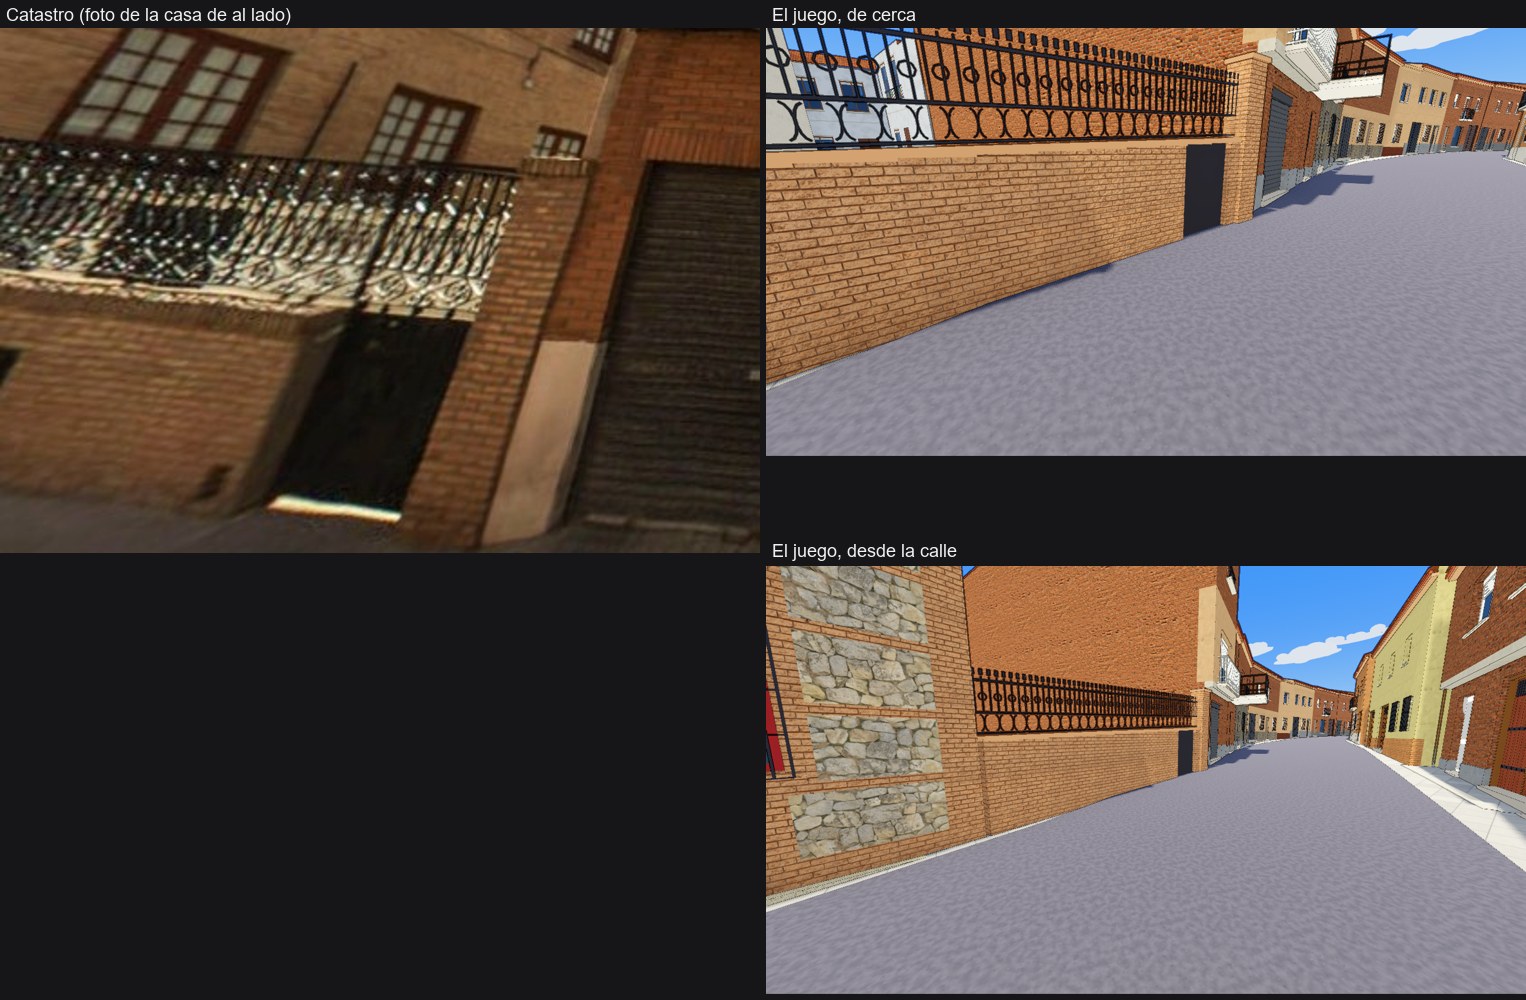 Catastro (foto de la casa de al lado)
El juego, de cerca
El juego, desde la calle